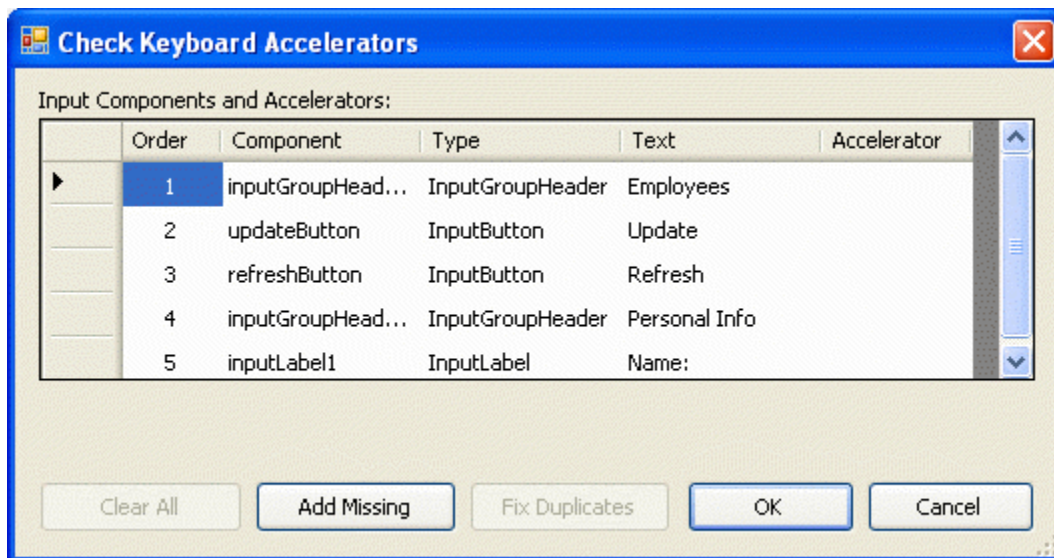 Check Keyboard Accelerators
Input Components and Accelerators:
Order Component Type Text Accelerator
1 inputGroupHead... InputGroupHeader Employees
2 updateButton InputButton Update
3 refreshButton InputButton Refresh
4 inputGroupHead... InputGroupHeader Personal Info
5 inputLabel1 InputLabel Name:
Clear All Add Missing Fix Duplicates OK Cancel